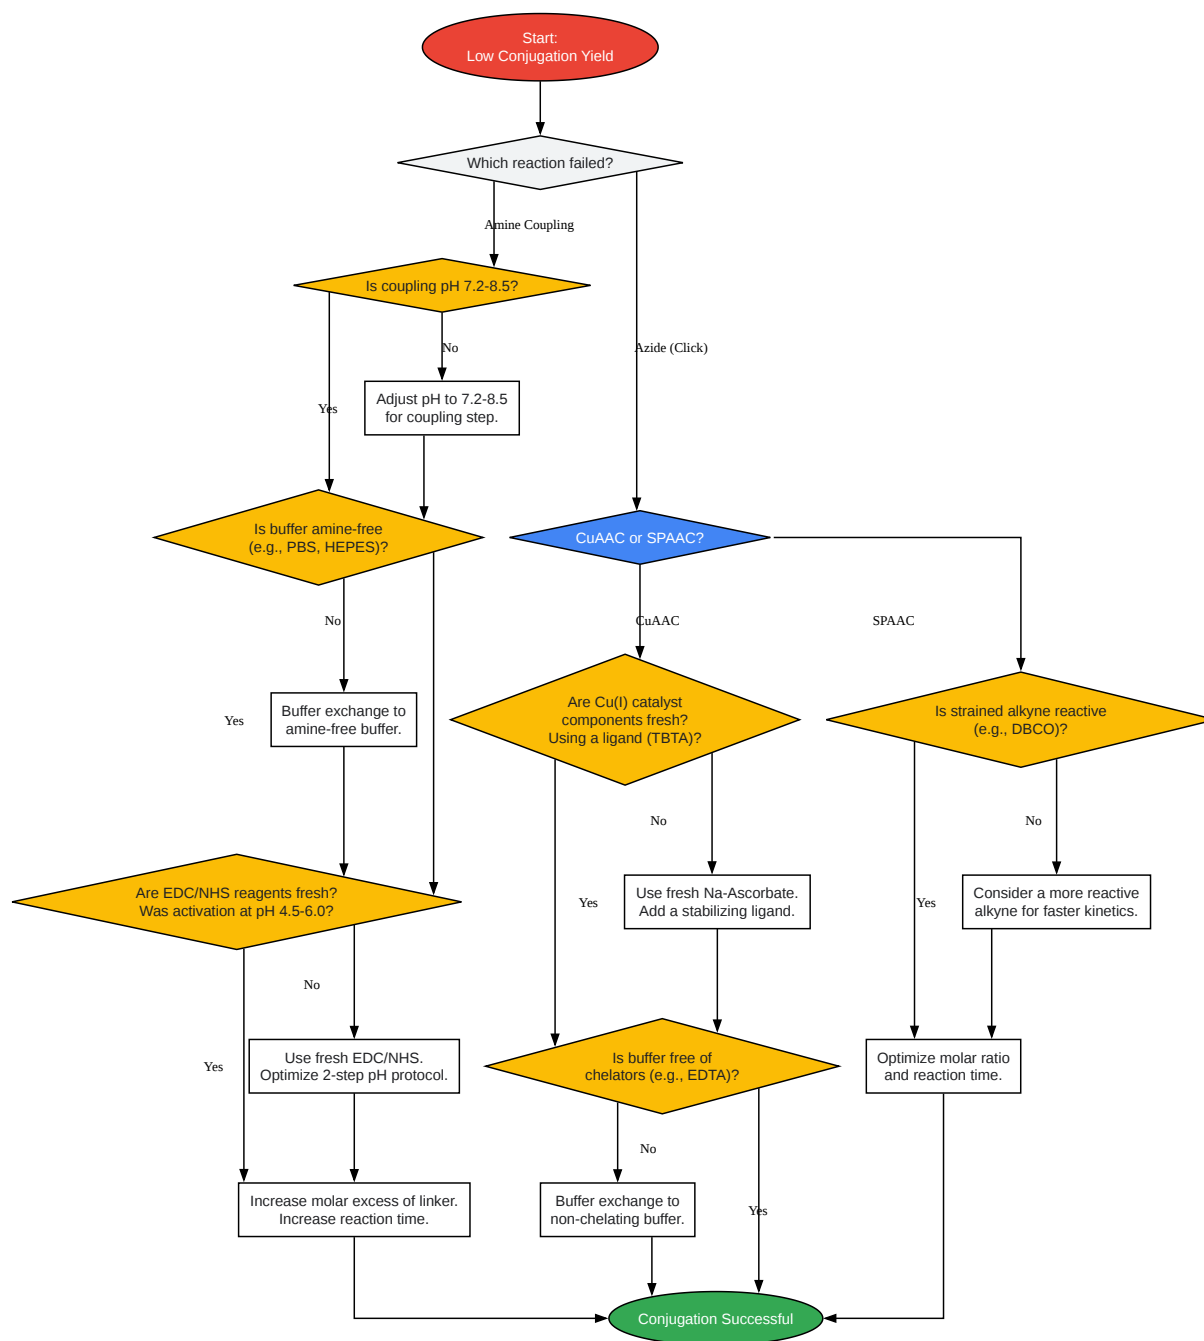 Start:
Low Conjugation Yield
Which reaction failed?
Amine Coupling
Is coupling pH 7.2-8.5?
No
Azide (Click)
Adjust pH to 7.2-8.5
for coupling step.
Yes
Is buffer amine-free
(e.g., PBS, HEPES)?
CuAAC or SPAAC?
No
CuAAC
SPAAC
Are Cu(I) catalyst
components fresh?
Using a ligand (TBTA)?
Is strained alkyne reactive
(e.g., DBCO)?
Buffer exchange to
amine-free buffer.
Yes
No
No
Are EDC/NHS reagents fresh?
Was activation at pH 4.5-6.0?
Yes
Use fresh Na-Ascorbate.
Add a stabilizing ligand.
Yes
Consider a more reactive
alkyne for faster kinetics.
No
Use fresh EDC/NHS.
Optimize 2-step pH protocol.
Yes
Is buffer free of
chelators (e.g., EDTA)?
Optimize molar ratio
and reaction time.
No
Increase molar excess of linker.
Increase reaction time.
Buffer exchange to
non-chelating buffer.
Yes
Conjugation Successful